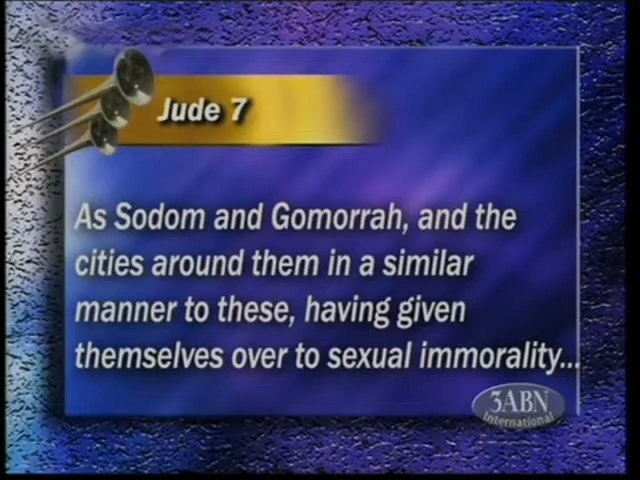 Jude 7
As Sodom and Gomorrah, and the
cities around them in a similar
manner to these, having given
themselves over to sexual immorality...
3ABN
International